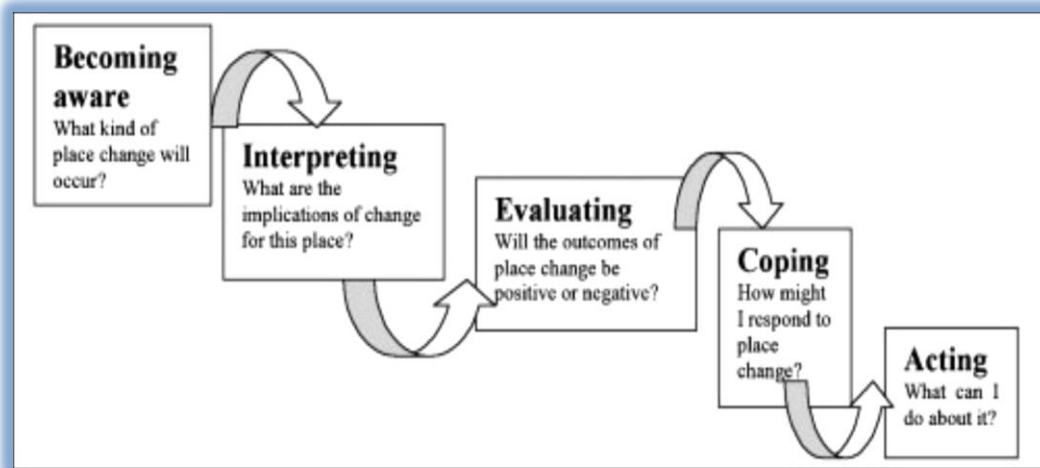 Becoming
aware
What kind of
place change will
occur?
Interpreting
What are the
implications of change
for this place?
Evaluating
Will the outcomes of
place change be
positive or negative?
Coping
How might
I respond to
place
change?
Acting
What can I
do about it?